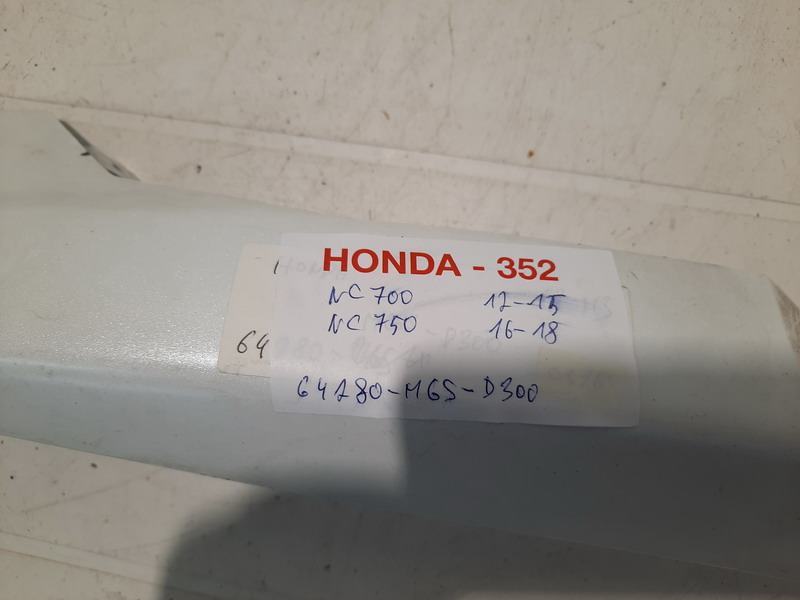 HONDA - 352
NC 700 12-15
NC 750 16-18
64
64280-MGS-D300